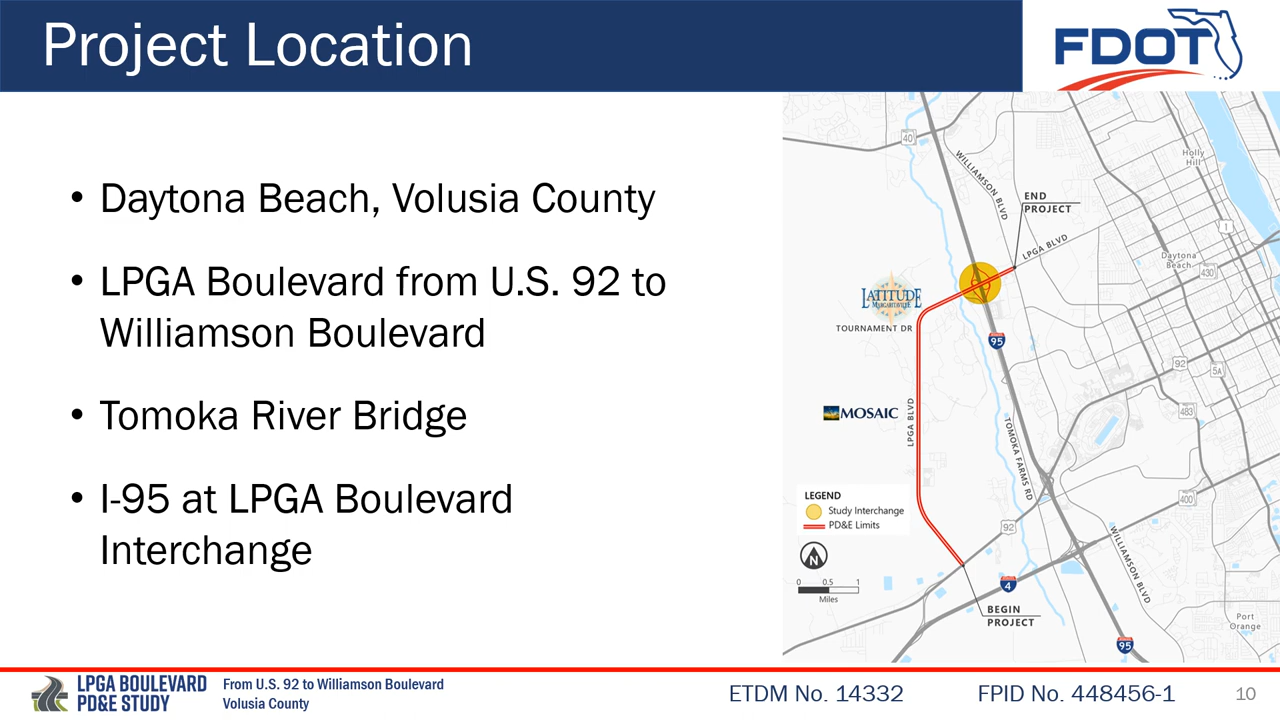 Project Location
FDOT
• Daytona Beach, Volusia County
• LPGA Boulevard from U.S. 92 to
Williamson Boulevard
• Tomoka River Bridge
• I-95 at LPGA Boulevard
Interchange
40
WILLIAMSON BLVD
Holly
Hill
END
PROJECT
1
LPGA BLVD
Daytona
Beach
430
LATITUDE
MARGARITAVILLE
TOURNAMENT DR
95
92
5A
MOSAIC
LPGA BLVD
483
TOMOKA FARMS RD
LEGEND
Study Interchange
PD&E Limits
400
92
WILLIAMSON BLVD
N
0 0.5 1
Miles
4
BEGIN
PROJECT
Port
Orange
95
LPGA BOULEVARD
PD&E STUDY
From U.S. 92 to Williamson Boulevard
Volusia County
ETDM No. 14332
FPID No. 448456-1
10